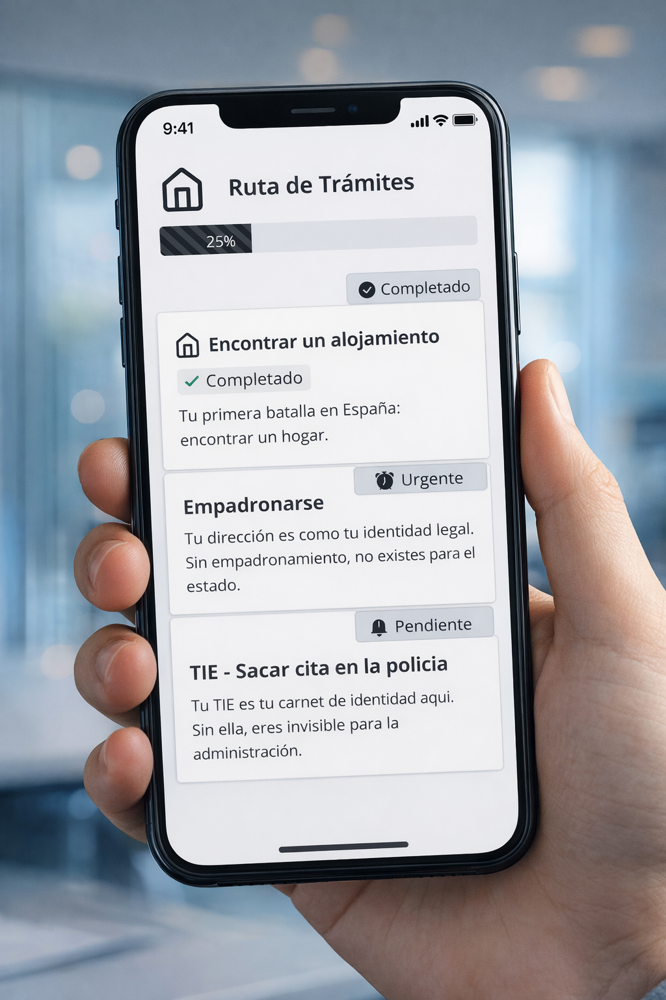 9:41
Ruta de Trámites
25%
Completado
Encontrar un alojamiento
Completado
Tu primera batalla en España:
encontrar un hogar.
Urgente
Empadronarse
Tu dirección es como tu identidad legal.
Sin empadronamiento, no existes para el
estado.
Pendiente
TIE - Sacar cita en la policia
Tu TIE es tu carnet de identidad aqui.
Sin ella, eres invisible para la
administración.